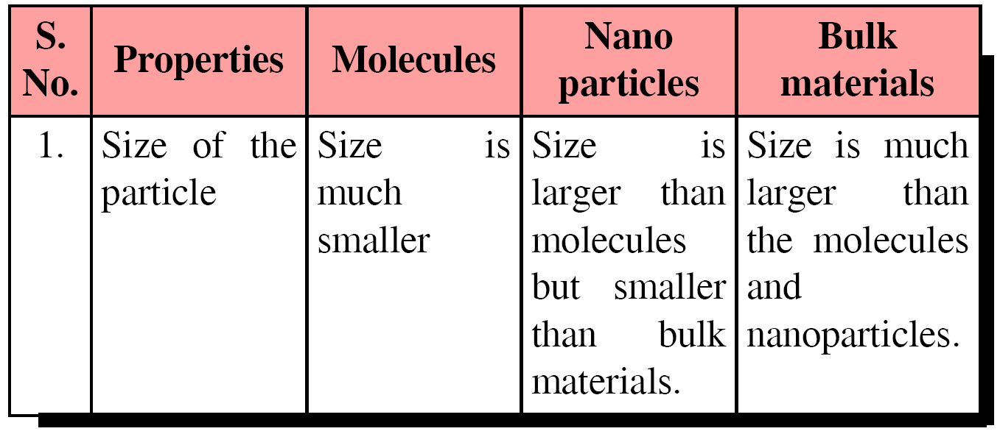 S. No.
Properties
Molecules
Nano particles
Bulk materials
1.
Size of the
particle
Size is
much
smaller
Size is
larger than
molecules
but smaller
than bulk
materials.
Size is much
larger than
the molecules
and
nanoparticles.